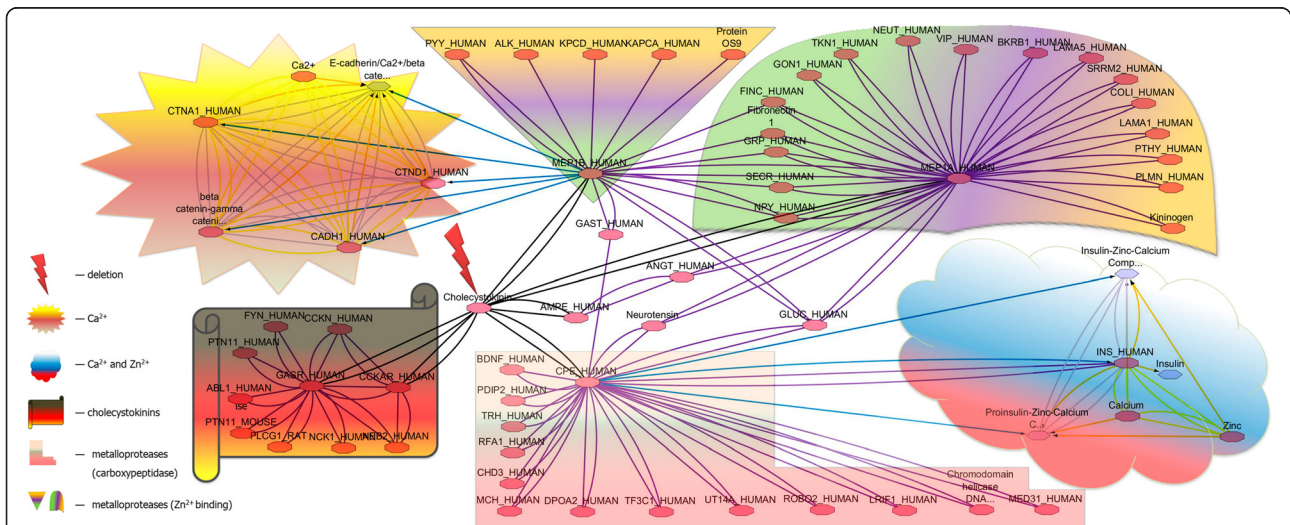 PYY_HUMAN
ALK_HUMAN
KPCD_HUMAN
KAPCA_HUMAN
Protein
OS9
Ca2+
E-cadherin/Ca2+/beta
cate...
CTNA1_HUMAN
CTND1_HUMAN
beta
catenin-gamma
cateni...
CADH1_HUMAN
MEP1B_HUMAN
NEUT_HUMAN
TKN1_HUMAN
VIP_HUMAN
BKRB1_HUMAN
LAMA5_HUMAN
GON1_HUMAN
SRRM2_HUMAN
FINC_HUMAN
COLI_HUMAN
Fibronectin
1
LAMA1_HUMAN
GRP_HUMAN
PTHY_HUMAN
MEP1A_HUMAN
SECR_HUMAN
PLMN_HUMAN
NPY_HUMAN
Kininogen
GAST_HUMAN
ANGT_HUMAN
Cholecystokinin
AMPE_HUMAN
Neurotensin
GLUC_HUMAN
Insulin-Zinc-Calcium
Comp...
INS_HUMAN
Insulin
Calcium
Proinsulin-Zinc-Calcium
C...
Zinc
— deletion
— Ca²⁺
— Ca²⁺ and Zn²⁺
— cholecystokinins
— metalloproteases
(carboxypeptidase)
— metalloproteases (Zn²⁺ binding)
FYN_HUMAN
CCKN_HUMAN
PTN11_HUMAN
GASR_HUMAN
CCKAR_HUMAN
ABL1_HUMAN
ise
PTN11_MOUSE
PLCG1_RAT
NCK1_HUMAN
BDNF_HUMAN
CPE_HUMAN
PDIP2_HUMAN
TRH_HUMAN
RFA1_HUMAN
CHD3_HUMAN
Chromodomain
helicase
DNA...
MCH_HUMAN
DPOA2_HUMAN
TF3C1_HUMAN
UT14A_HUMAN
ROBO2_HUMAN
LRIF1_HUMAN
MED31_HUMAN